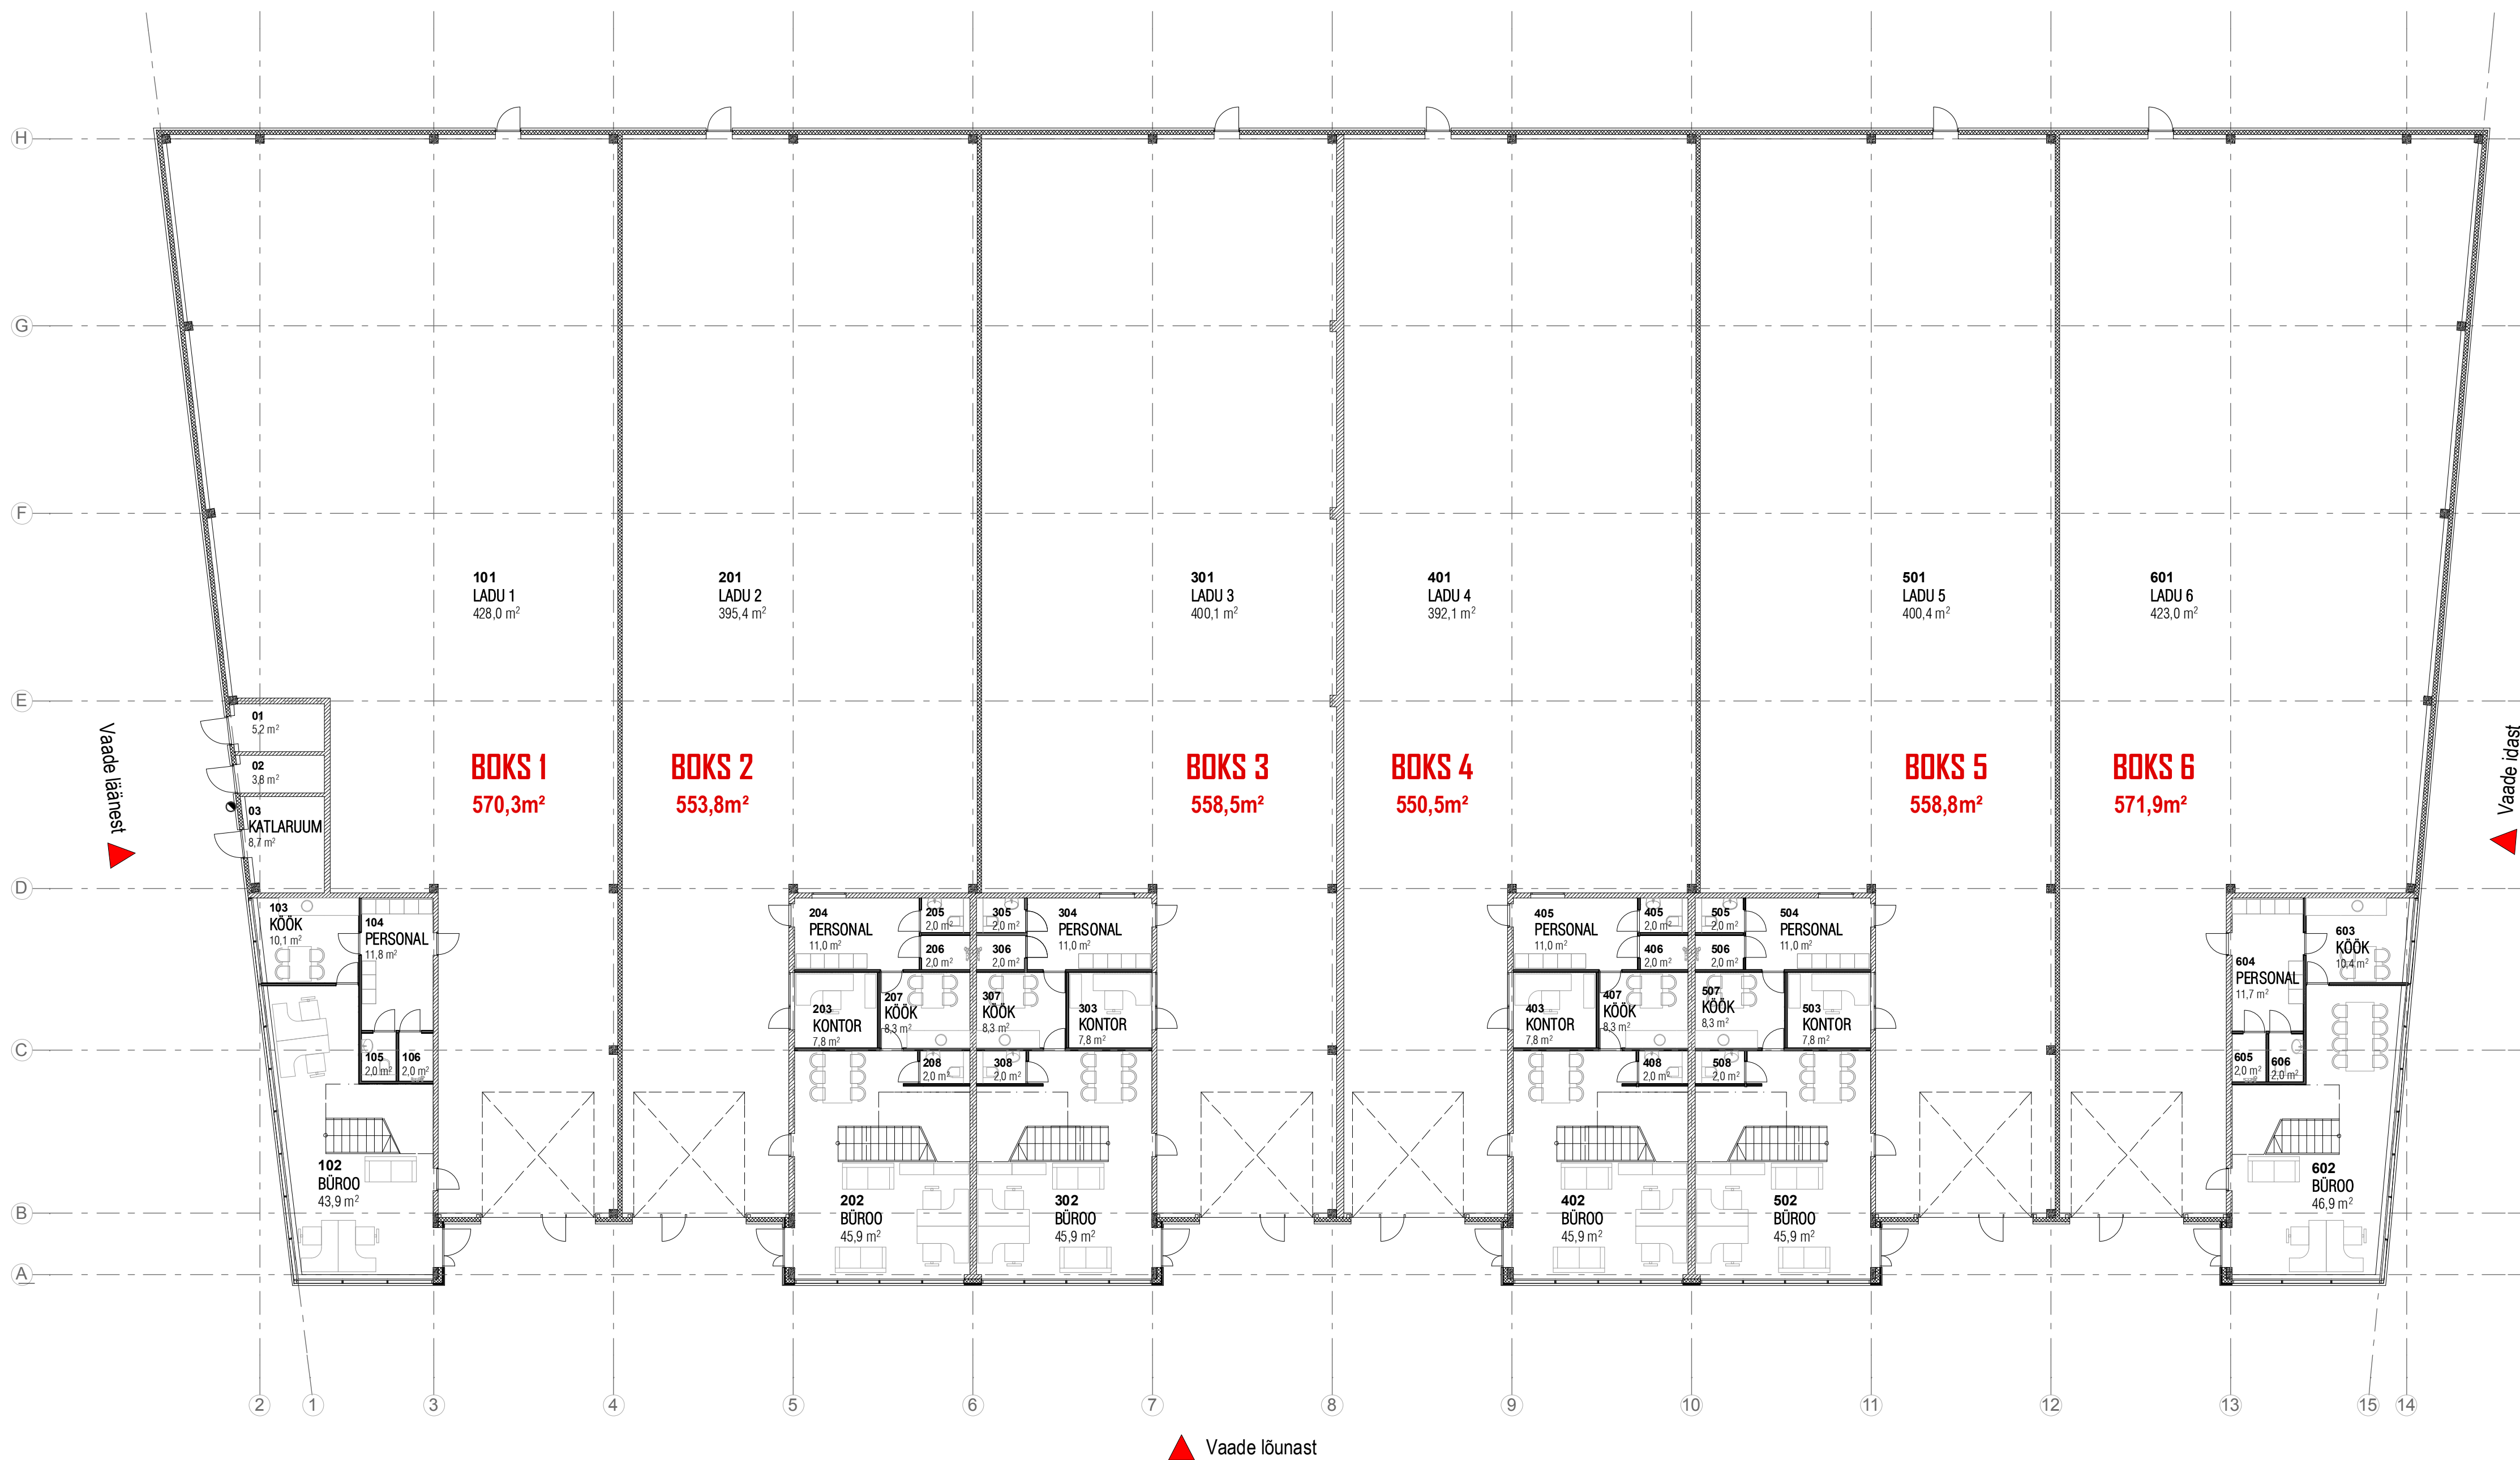 H
G
F
E
D
C
B
A
101
LADU 1
428,0 m²
201
LADU 2
395,4 m²
301
LADU 3
400,1 m²
401
LADU 4
392,1 m²
501
LADU 5
400,4 m²
601
LADU 6
423,0 m²
BOKS 1
570,3m²
BOKS 2
553,8m²
BOKS 3
558,5m²
BOKS 4
550,5m²
BOKS 5
558,8m²
BOKS 6
571,9m²
Vaade läänest
Vaade idast
01
5,2 m²
02
3,8 m²
03
KATLARUUM
8,7 m²
103
KÖÖK
10,1 m²
104
PERSONAL
11,8 m²
105
2,0 m²
106
2,0 m²
102
BÜROO
43,9 m²
204
PERSONAL
11,0 m²
205
2,0 m²
206
2,0 m²
203
KONTOR
7,8 m²
207
KÖÖK
8,3 m²
208
2,0 m²
202
BÜROO
45,9 m²
305
2,0 m²
306
2,0 m²
304
PERSONAL
11,0 m²
307
KÖÖK
8,3 m²
303
KONTOR
7,8 m²
308
2,0 m²
302
BÜROO
45,9 m²
405
PERSONAL
11,0 m²
405
2,0 m²
406
2,0 m²
403
KONTOR
7,8 m²
407
KÖÖK
8,3 m²
408
2,0 m²
402
BÜROO
45,9 m²
505
2,0 m²
506
2,0 m²
504
PERSONAL
11,0 m²
507
KÖÖK
8,3 m²
503
KONTOR
7,8 m²
508
2,0 m²
502
BÜROO
45,9 m²
603
KÖÖK
10,4 m²
604
PERSONAL
11,7 m²
605
2,0 m²
606
2,0 m²
602
BÜROO
46,9 m²
2
1
3
4
5
6
7
8
9
10
11
12
13
15
14
Vaade lõunast